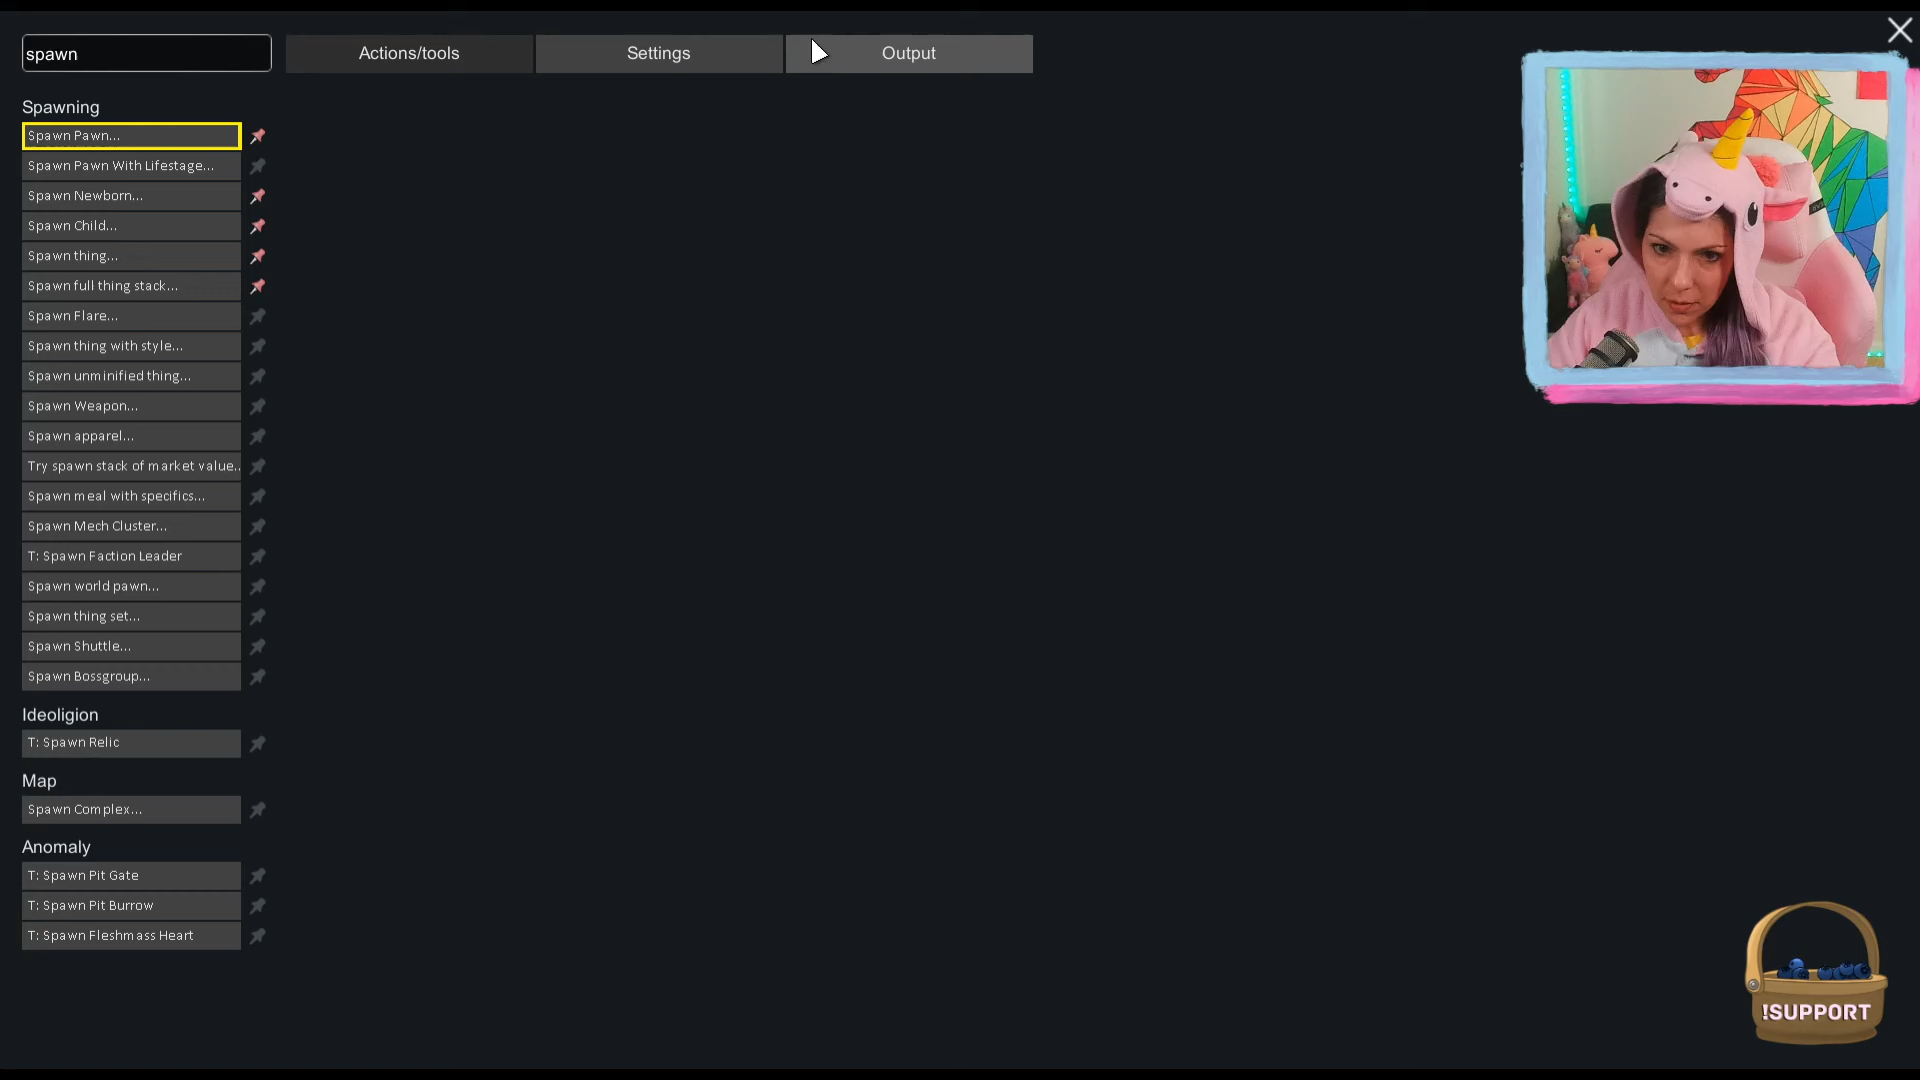 spawn
Actions/tools
Settings
Output
Spawning
Spawn Pawn...
Spawn Pawn With Lifestage...
Spawn Newborn...
Spawn Child...
Spawn thing...
Spawn full thing stack...
Spawn Flare...
Spawn thing with style...
Spawn unminified thing...
Spawn Weapon...
Spawn apparel...
Try spawn stack of market value..
Spawn meal with specifics...
Spawn Mech Cluster...
T: Spawn Faction Leader
Spawn world pawn...
Spawn thing set...
Spawn Shuttle...
Spawn Bossgroup...
Ideoligion
T: Spawn Relic
Map
Spawn Complex...
Anomaly
T: Spawn Pit Gate
T: Spawn Pit Burrow
T: Spawn Fleshmass Heart
!SUPPORT